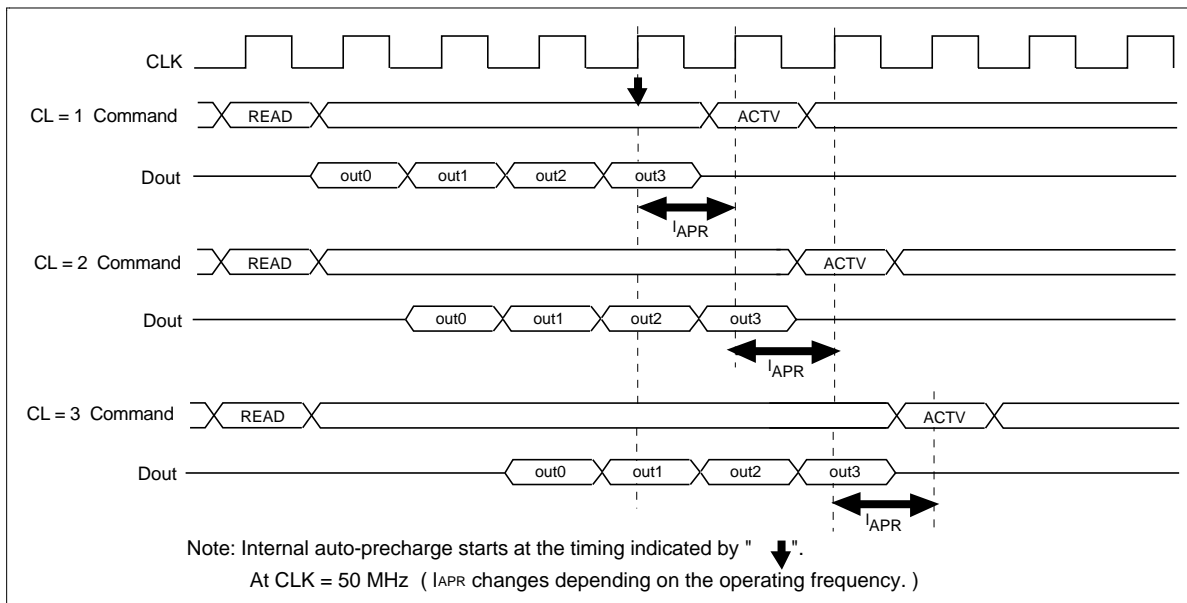 CLK
CL = 1 Command
READ
ACTV
Dout
out0 out1 out2 out3
lAPR
CL = 2 Command
READ
ACTV
Dout
out0 out1 out2 out3
lAPR
CL = 3 Command
READ
ACTV
Dout
out0 out1 out2 out3
lAPR
Note: Internal auto-precharge starts at the timing indicated by " ".
At CLK = 50 MHz ( lAPR changes depending on the operating frequency. )